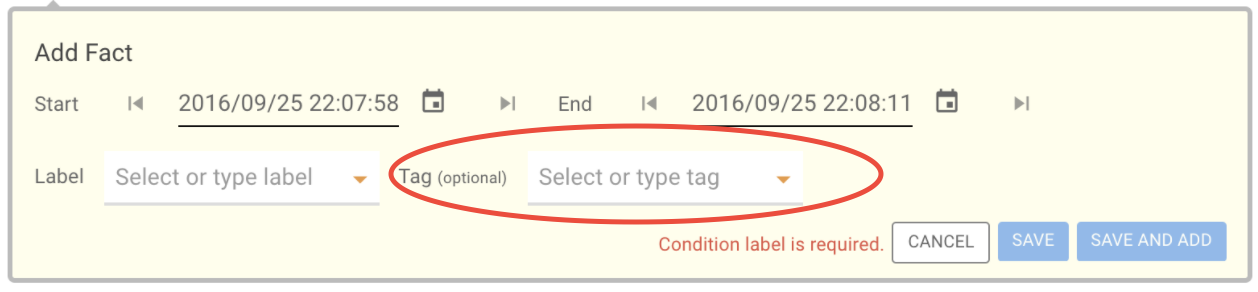 Add Fact
Start 2016/09/25 22:07:58 End 2016/09/25 22:08:11
Label Select or type label Tag (optional) Select or type tag
Condition label is required. CANCEL SAVE SAVE AND ADD